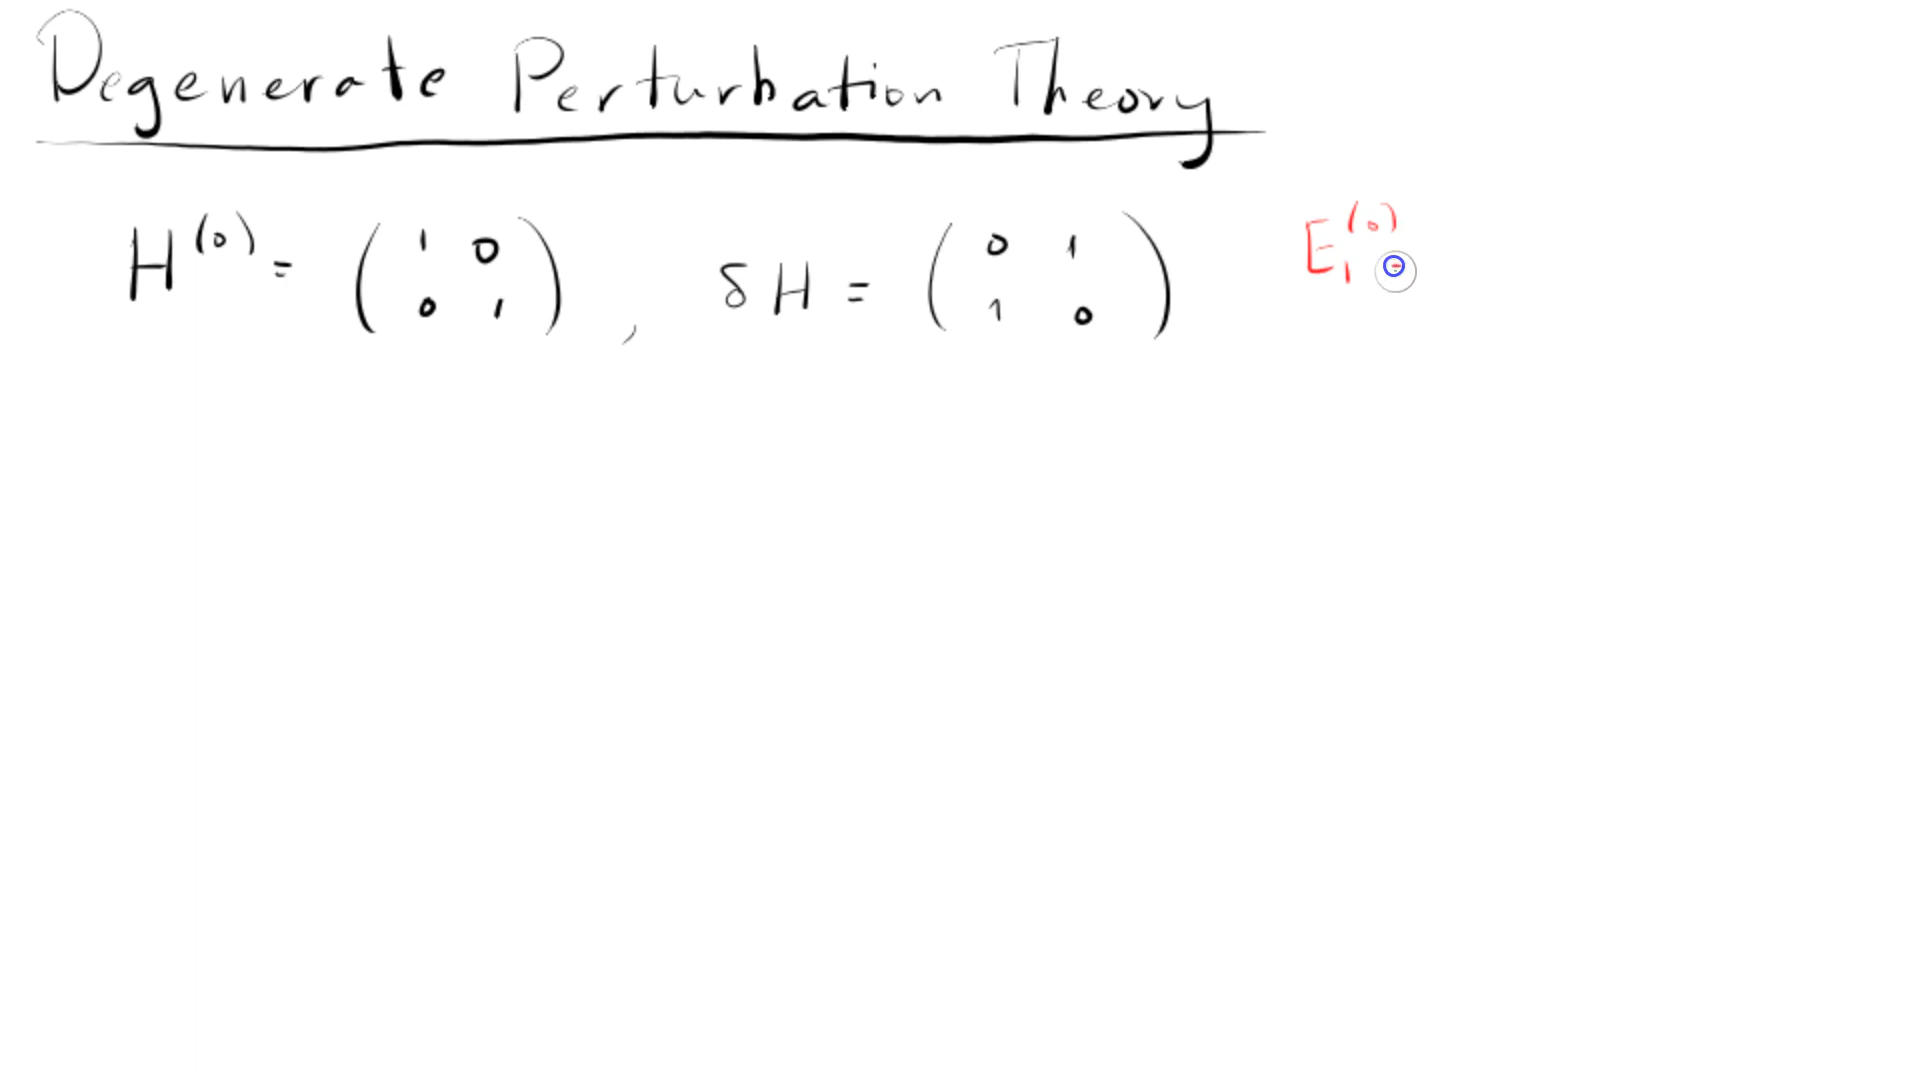 Degenerate Perturbation Theory
H^(0) = ( 1 0 ; 0 1 ) , δH = ( 0 1 ; 1 0 ) E_1^(0)